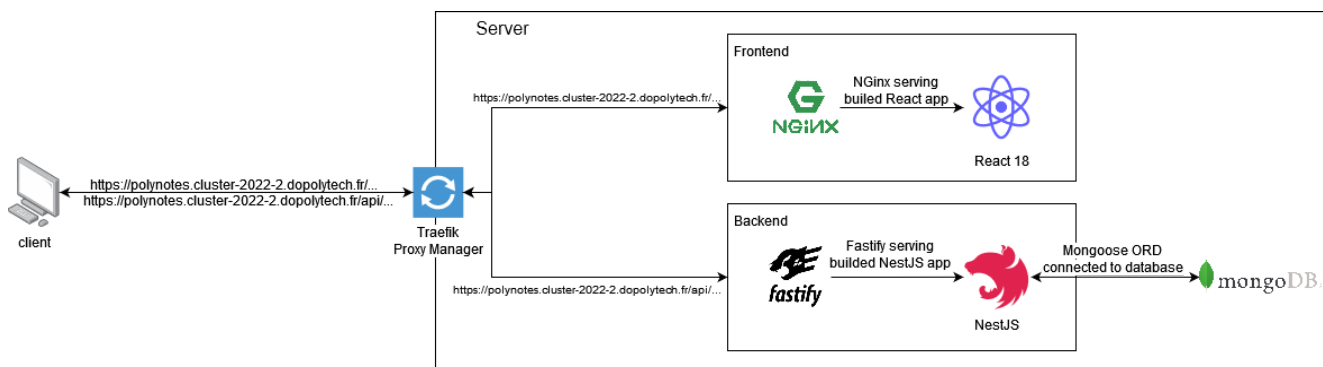 Server
Frontend
https://polynotes.cluster-2022-2.dopolytech.fr/...
NGinx serving
builed React app
NGiNX
React 18
https://polynotes.cluster-2022-2.dopolytech.fr/...
https://polynotes.cluster-2022-2.dopolytech.fr/api/...
client
Traefik
Proxy Manager
Backend
Fastify serving
builded NestJS app
Mongoose ORD
connected to database
https://polynotes.cluster-2022-2.dopolytech.fr/api/...
fastify
NestJS
mongoDB